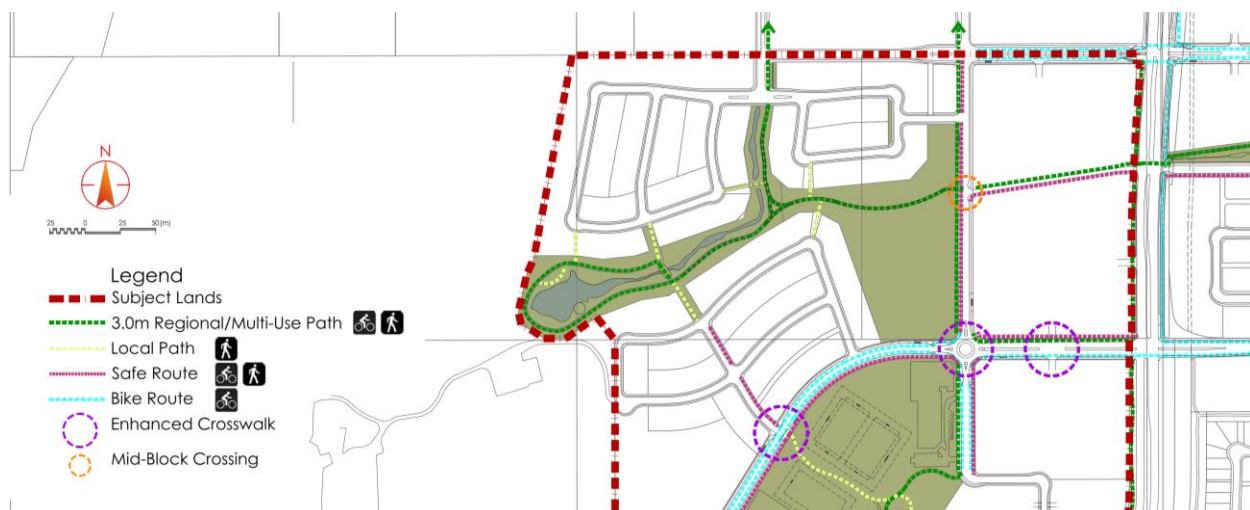 N
25 0 25 50 (m)
Legend
Subject Lands
3.0m Regional/Multi-Use Path
Local Path
Safe Route
Bike Route
Enhanced Crosswalk
Mid-Block Crossing